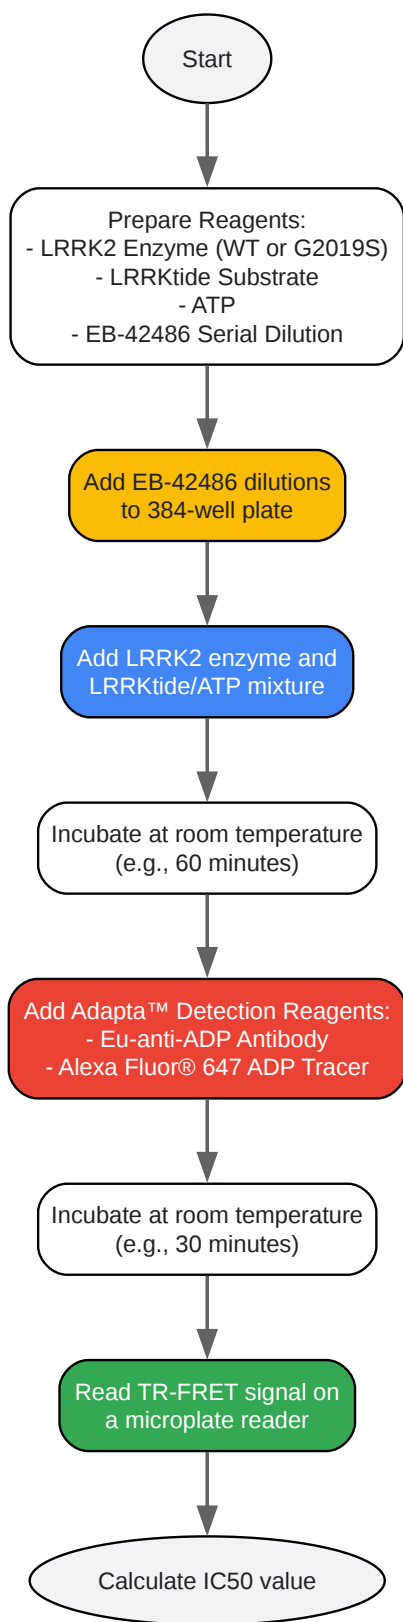 Start
Prepare Reagents:
- LRRK2 Enzyme (WT or G2019S)
- LRRKtide Substrate
- ATP
- EB-42486 Serial Dilution
Add EB-42486 dilutions
to 384-well plate
Add LRRK2 enzyme and
LRRKtide/ATP mixture
Incubate at room temperature
(e.g., 60 minutes)
Add Adapta™ Detection Reagents:
- Eu-anti-ADP Antibody
- Alexa Fluor® 647 ADP Tracer
Incubate at room temperature
(e.g., 30 minutes)
Read TR-FRET signal on
a microplate reader
Calculate IC50 value